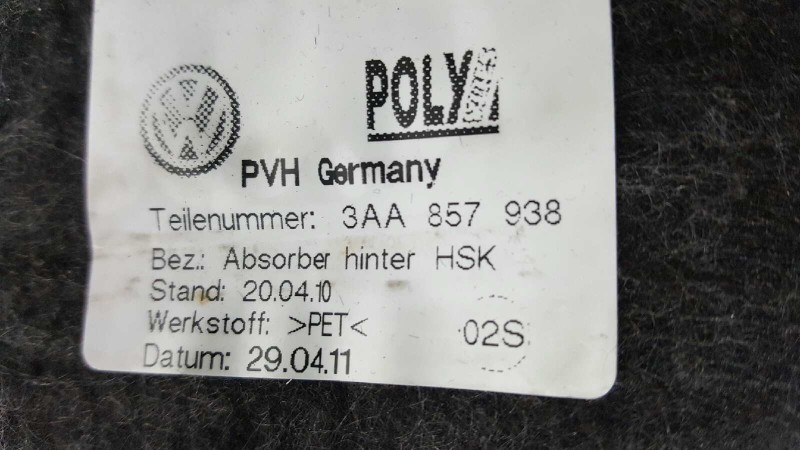 POLY
PVH Germany
Teilenummer: 3AA 857 938
Bez.: Absorber hinter HSK
Stand: 20.04.10
Werkstoff: >PET<
02S
Datum: 29.04.11